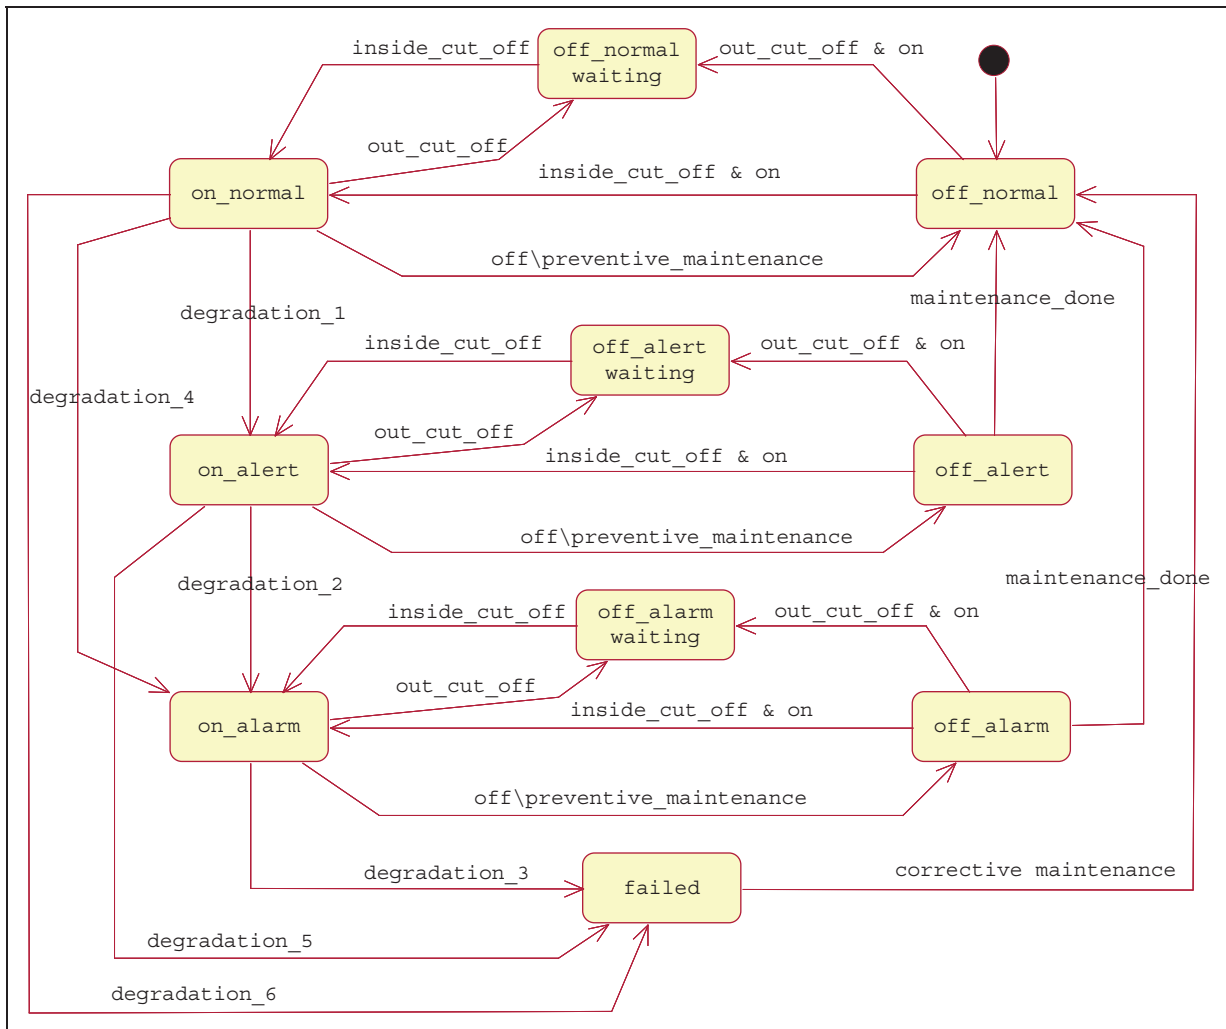 inside_cut_off
off_normal
waiting
out_cut_off & on
out_cut_off
inside_cut_off & on
on_normal
off_normal
off\preventive_maintenance
maintenance_done
degradation_1
inside_cut_off
off_alert
waiting
out_cut_off & on
degradation_4
out_cut_off
inside_cut_off & on
on_alert
off_alert
off\preventive_maintenance
degradation_2
maintenance_done
inside_cut_off
off_alarm
waiting
out_cut_off & on
out_cut_off
inside_cut_off & on
on_alarm
off_alarm
off\preventive_maintenance
degradation_3
failed
corrective maintenance
degradation_5
degradation_6